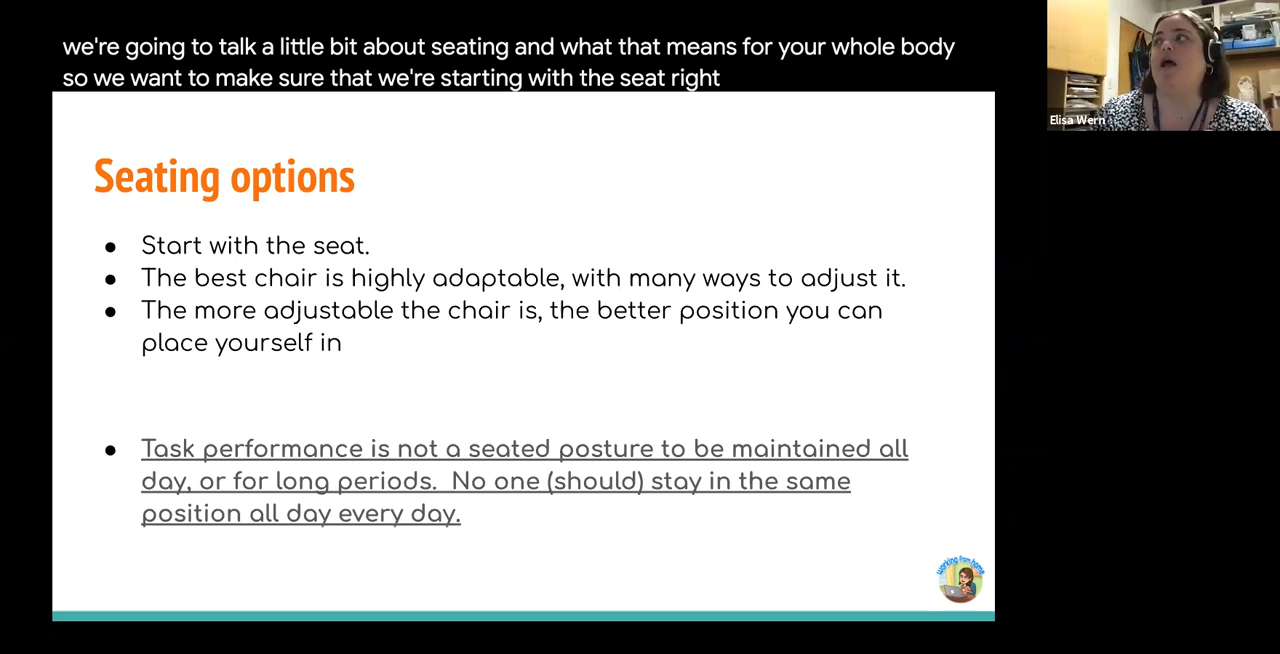 we're going to talk a little bit about seating and what that means for your whole body
so we want to make sure that we're starting with the seat right
Elisa Wern
Seating options
● Start with the seat.
● The best chair is highly adaptable, with many ways to adjust it.
● The more adjustable the chair is, the better position you can
place yourself in
● Task performance is not a seated posture to be maintained all
day, or for long periods.  No one (should) stay in the same
position all day every day.
working from home